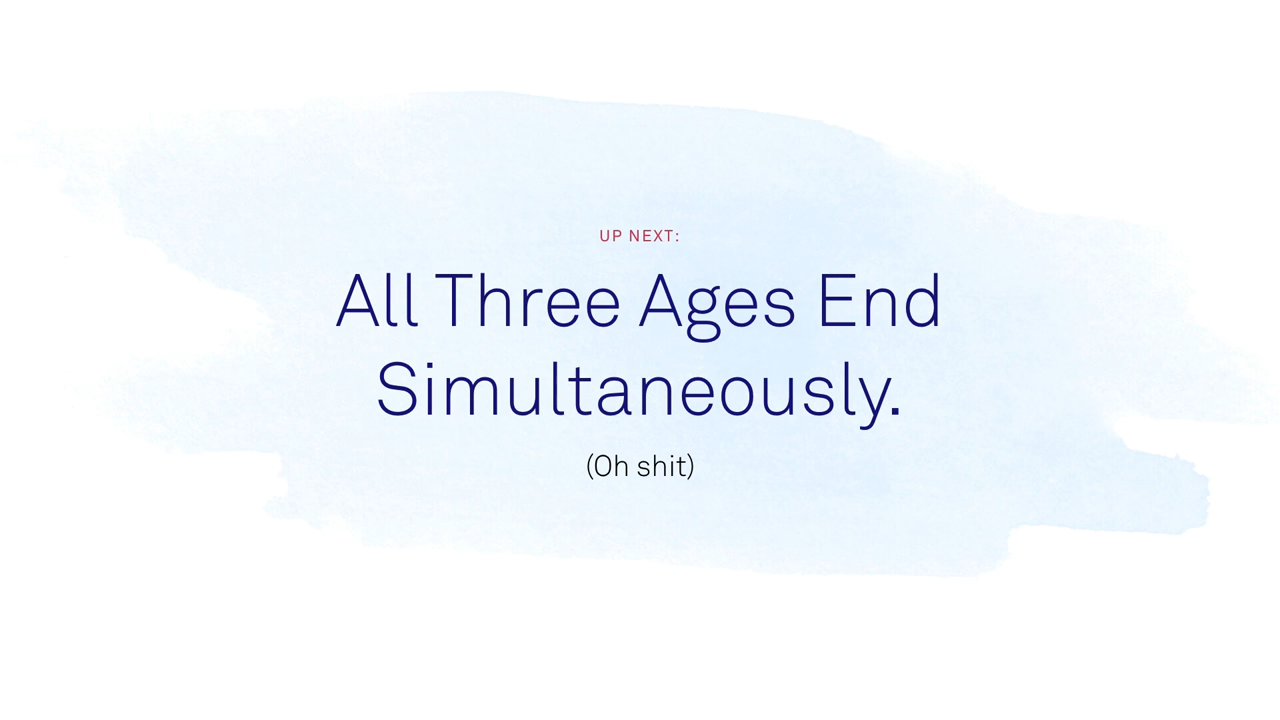 UP NEXT:
All Three Ages End
Simultaneously.
(Oh shit)